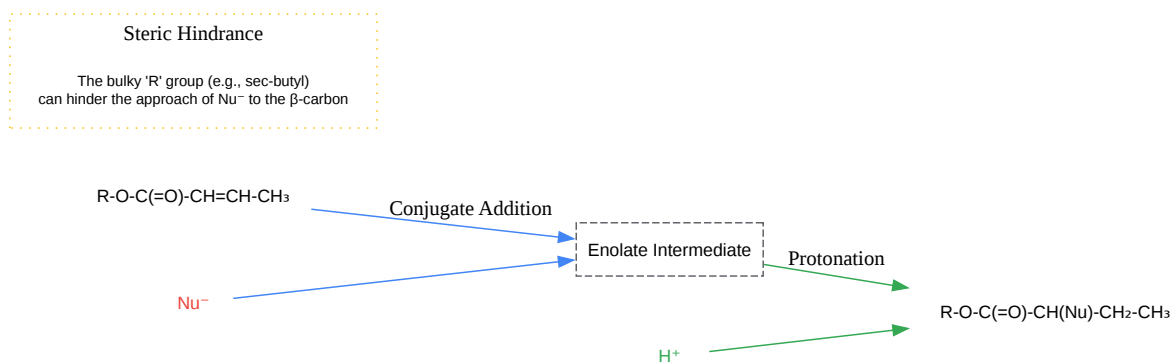 Steric Hindrance
The bulky 'R' group (e.g., sec-butyl)
can hinder the approach of Nu⁻ to the β-carbon
R-O-C(=O)-CH=CH-CH₃
Conjugate Addition
Enolate Intermediate
Protonation
Nu⁻
R-O-C(=O)-CH(Nu)-CH₂-CH₃
H⁺